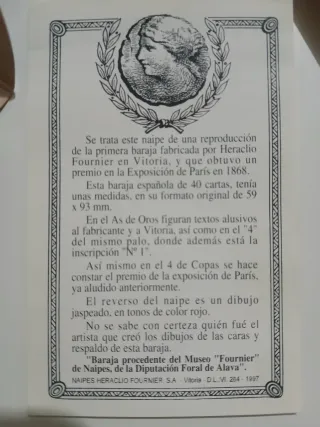 Se trata este naipe de una reproducción
de la primera baraja fabricada por Heraclio
Fournier en Vitoria, y que obtuvo un
premio en la Exposición de París en 1868.
Esta baraja española de 40 cartas, tenía
unas medidas, en su formato original de 59
x 93 mm.
En el As de Oros figuran textos alusivos
al fabricante y a Vitoria, así como en el "4"
del mismo palo, donde además está la
inscripción "Nº 1".
Así mismo en el 4 de Copas se hace
constar el premio de la exposición de París,
ya aludido anteriormente.
El reverso del naipe es un dibujo
jaspeado, en tonos de color rojo.
No se sabe con certeza quién fué el
artista que creó los dibujos de las caras y
respaldo de esta baraja.
"Baraja procedente del Museo "Fournier"
de Naipes, de la Diputación Foral de Alava".
NAIPES HERACLIO FOURNIER, S.A. Vitoria D.L.:VI. 284 - 1997